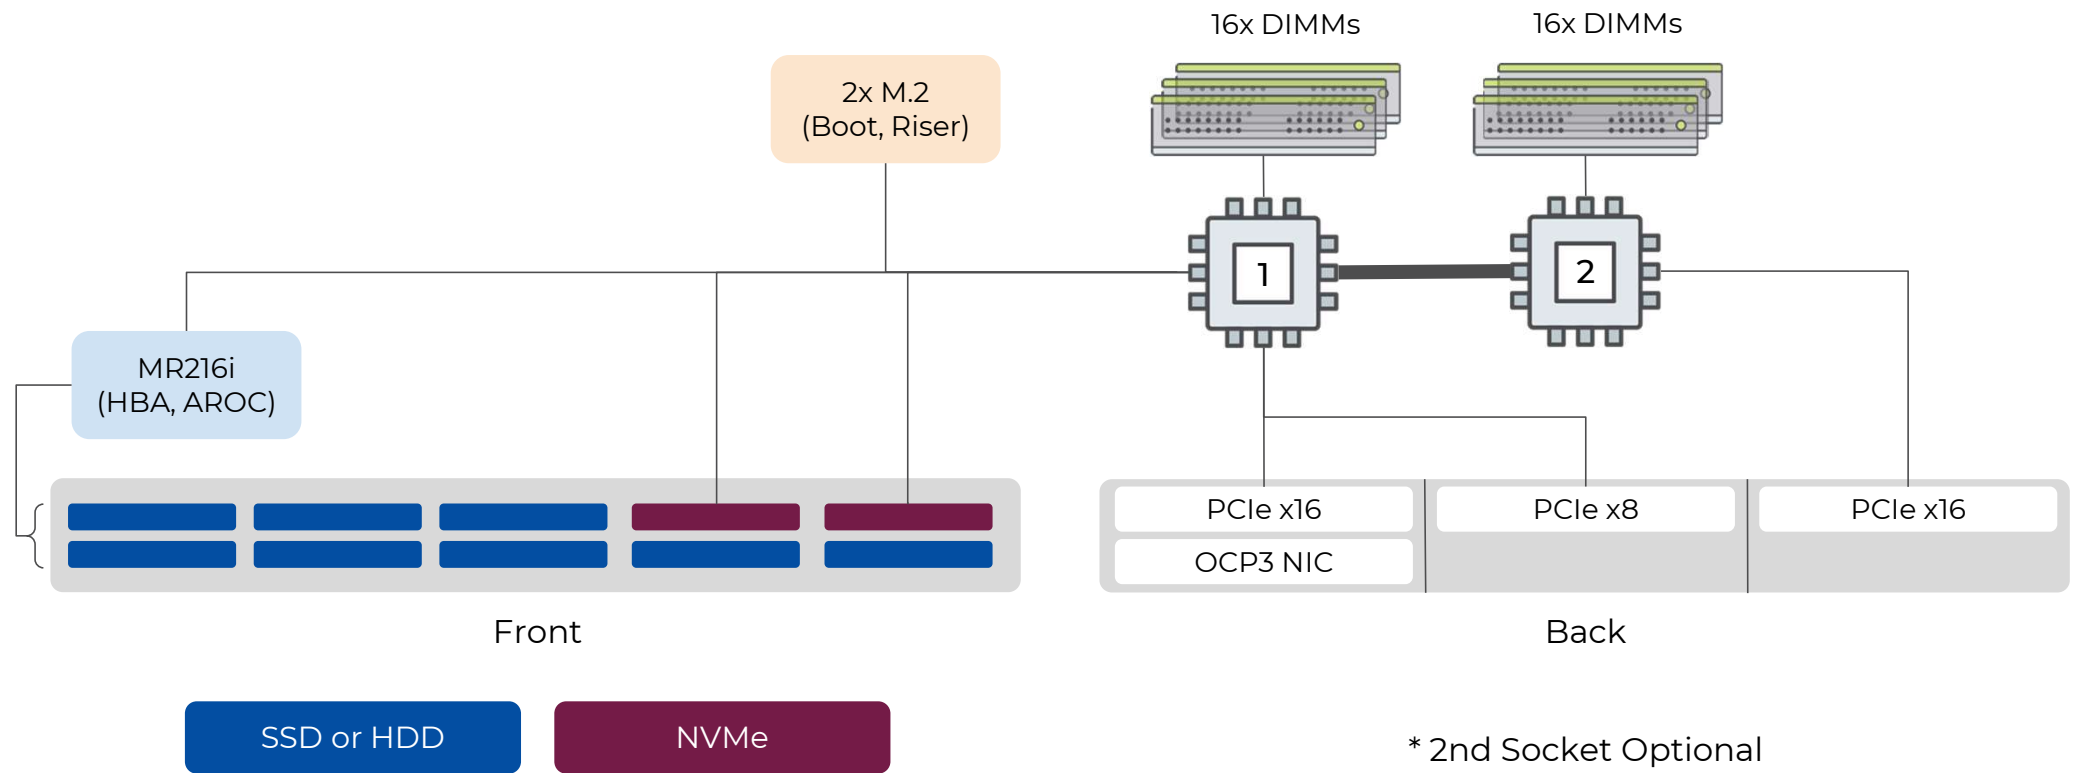 16x DIMMs
16x DIMMs
2x M.2
(Boot, Riser)
1
2
MR216i
(HBA, AROC)
PCIe x16
PCIe x8
PCIe x16
OCP3 NIC
Front
Back
SSD or HDD
NVMe
* 2nd Socket Optional